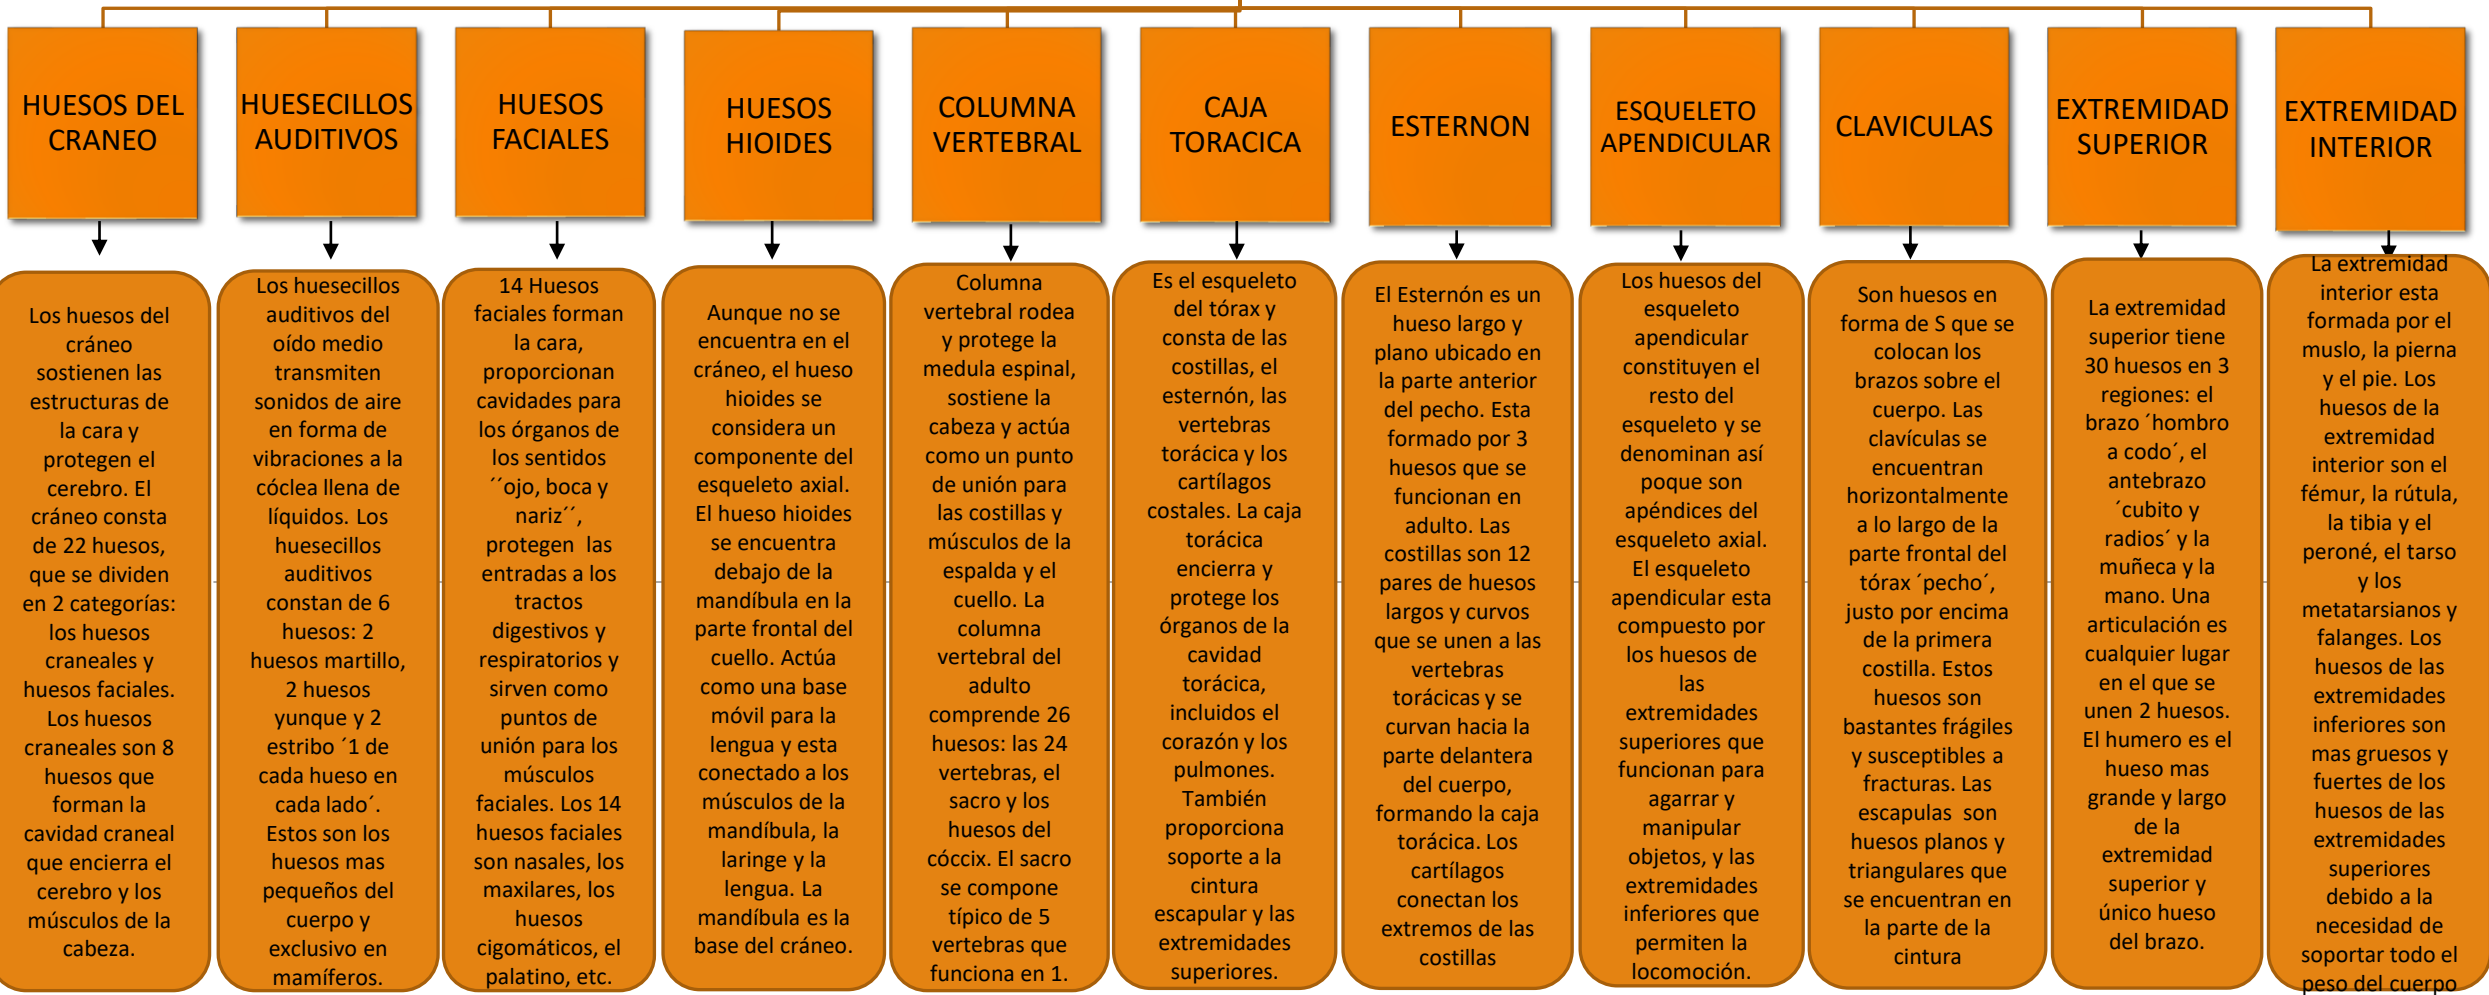 HUESOS DEL
CRANEO
HUESECILLOS
AUDITIVOS
HUESOS
FACIALES
HUESOS
HIOIDES
COLUMNA
VERTEBRAL
CAJA
TORACICA
ESTERNON
ESQUELETO
APENDICULAR
CLAVICULAS
EXTREMIDAD
SUPERIOR
EXTREMIDAD
INTERIOR
Los huesos del
cráneo
sostienen las
estructuras de
la cara y
protegen el
cerebro. El
cráneo consta
de 22 huesos,
que se dividen
en 2 categorías:
los huesos
craneales y
huesos faciales.
Los huesos
craneales son 8
huesos que
forman la
cavidad craneal
que encierra el
cerebro y los
músculos de la
cabeza.
Los huesecillos
auditivos del
oído medio
transmiten
sonidos de aire
en forma de
vibraciones a la
cóclea llena de
líquidos. Los
huesecillos
auditivos
constan de 6
huesos: 2
huesos martillo,
2 huesos
yunque y 2
estribo ´1 de
cada hueso en
cada lado´.
Estos son los
huesos mas
pequeños del
cuerpo y
exclusivo en
mamíferos.
14 Huesos
faciales forman
la cara,
proporcionan
cavidades para
los órganos de
los sentidos
´´ojo, boca y
nariz´´,
protegen las
entradas a los
tractos
digestivos y
respiratorios y
sirven como
puntos de
unión para los
músculos
faciales. Los 14
huesos faciales
son nasales, los
maxilares, los
huesos
cigomáticos, el
palatino, etc.
Aunque no se
encuentra en el
cráneo, el hueso
hioides se
considera un
componente del
esqueleto axial.
El hueso hioides
se encuentra
debajo de la
mandíbula en la
parte frontal del
cuello. Actúa
como una base
móvil para la
lengua y esta
conectado a los
músculos de la
mandíbula, la
laringe y la
lengua. La
mandíbula es la
base del cráneo.
Columna
vertebral rodea
y protege la
medula espinal,
sostiene la
cabeza y actúa
como un punto
de unión para
las costillas y
músculos de la
espalda y el
cuello. La
columna
vertebral del
adulto
comprende 26
huesos: las 24
vertebras, el
sacro y los
huesos del
cóccix. El sacro
se compone
típico de 5
vertebras que
funciona en 1.
Es el esqueleto
del tórax y
consta de las
costillas, el
esternón, las
vertebras
torácica y los
cartílagos
costales. La caja
torácica
encierra y
protege los
órganos de la
cavidad
torácica,
incluidos el
corazón y los
pulmones.
También
proporciona
soporte a la
cintura
escapular y las
extremidades
superiores.
El Esternón es un
hueso largo y
plano ubicado en
la parte anterior
del pecho. Esta
formado por 3
huesos que se
funcionan en
adulto. Las
costillas son 12
pares de huesos
largos y curvos
que se unen a las
vertebras
torácicas y se
curvan hacia la
parte delantera
del cuerpo,
formando la caja
torácica. Los
cartílagos
conectan los
extremos de las
costillas
Los huesos del
esqueleto
apendicular
constituyen el
resto del
esqueleto y se
denominan así
poque son
apéndices del
esqueleto axial.
El esqueleto
apendicular esta
compuesto por
los huesos de
las
extremidades
superiores que
funcionan para
agarrar y
manipular
objetos, y las
extremidades
inferiores que
permiten la
locomoción.
Son huesos en
forma de S que se
colocan los
brazos sobre el
cuerpo. Las
clavículas se
encuentran
horizontalmente
a lo largo de la
parte frontal del
tórax ´pecho´,
justo por encima
de la primera
costilla. Estos
huesos son
bastantes frágiles
y susceptibles a
fracturas. Las
escapulas son
huesos planos y
triangulares que
se encuentran en
la parte de la
cintura
La extremidad
superior tiene
30 huesos en 3
regiones: el
brazo ´hombro
a codo´, el
antebrazo
´cubito y
radios´ y la
muñeca y la
mano. Una
articulación es
cualquier lugar
en el que se
unen 2 huesos.
El humero es el
hueso mas
grande y largo
de la
extremidad
superior y
único hueso
del brazo.
La extremidad
interior esta
formada por el
muslo, la pierna
y el pie. Los
huesos de la
extremidad
interior son el
fémur, la rútula,
la tibia y el
peroné, el tarso
y los
metatarsianos y
falanges. Los
huesos de las
extremidades
inferiores son
mas gruesos y
fuertes de los
huesos de las
extremidades
superiores
debido a la
necesidad de
soportar todo el
peso del cuerpo